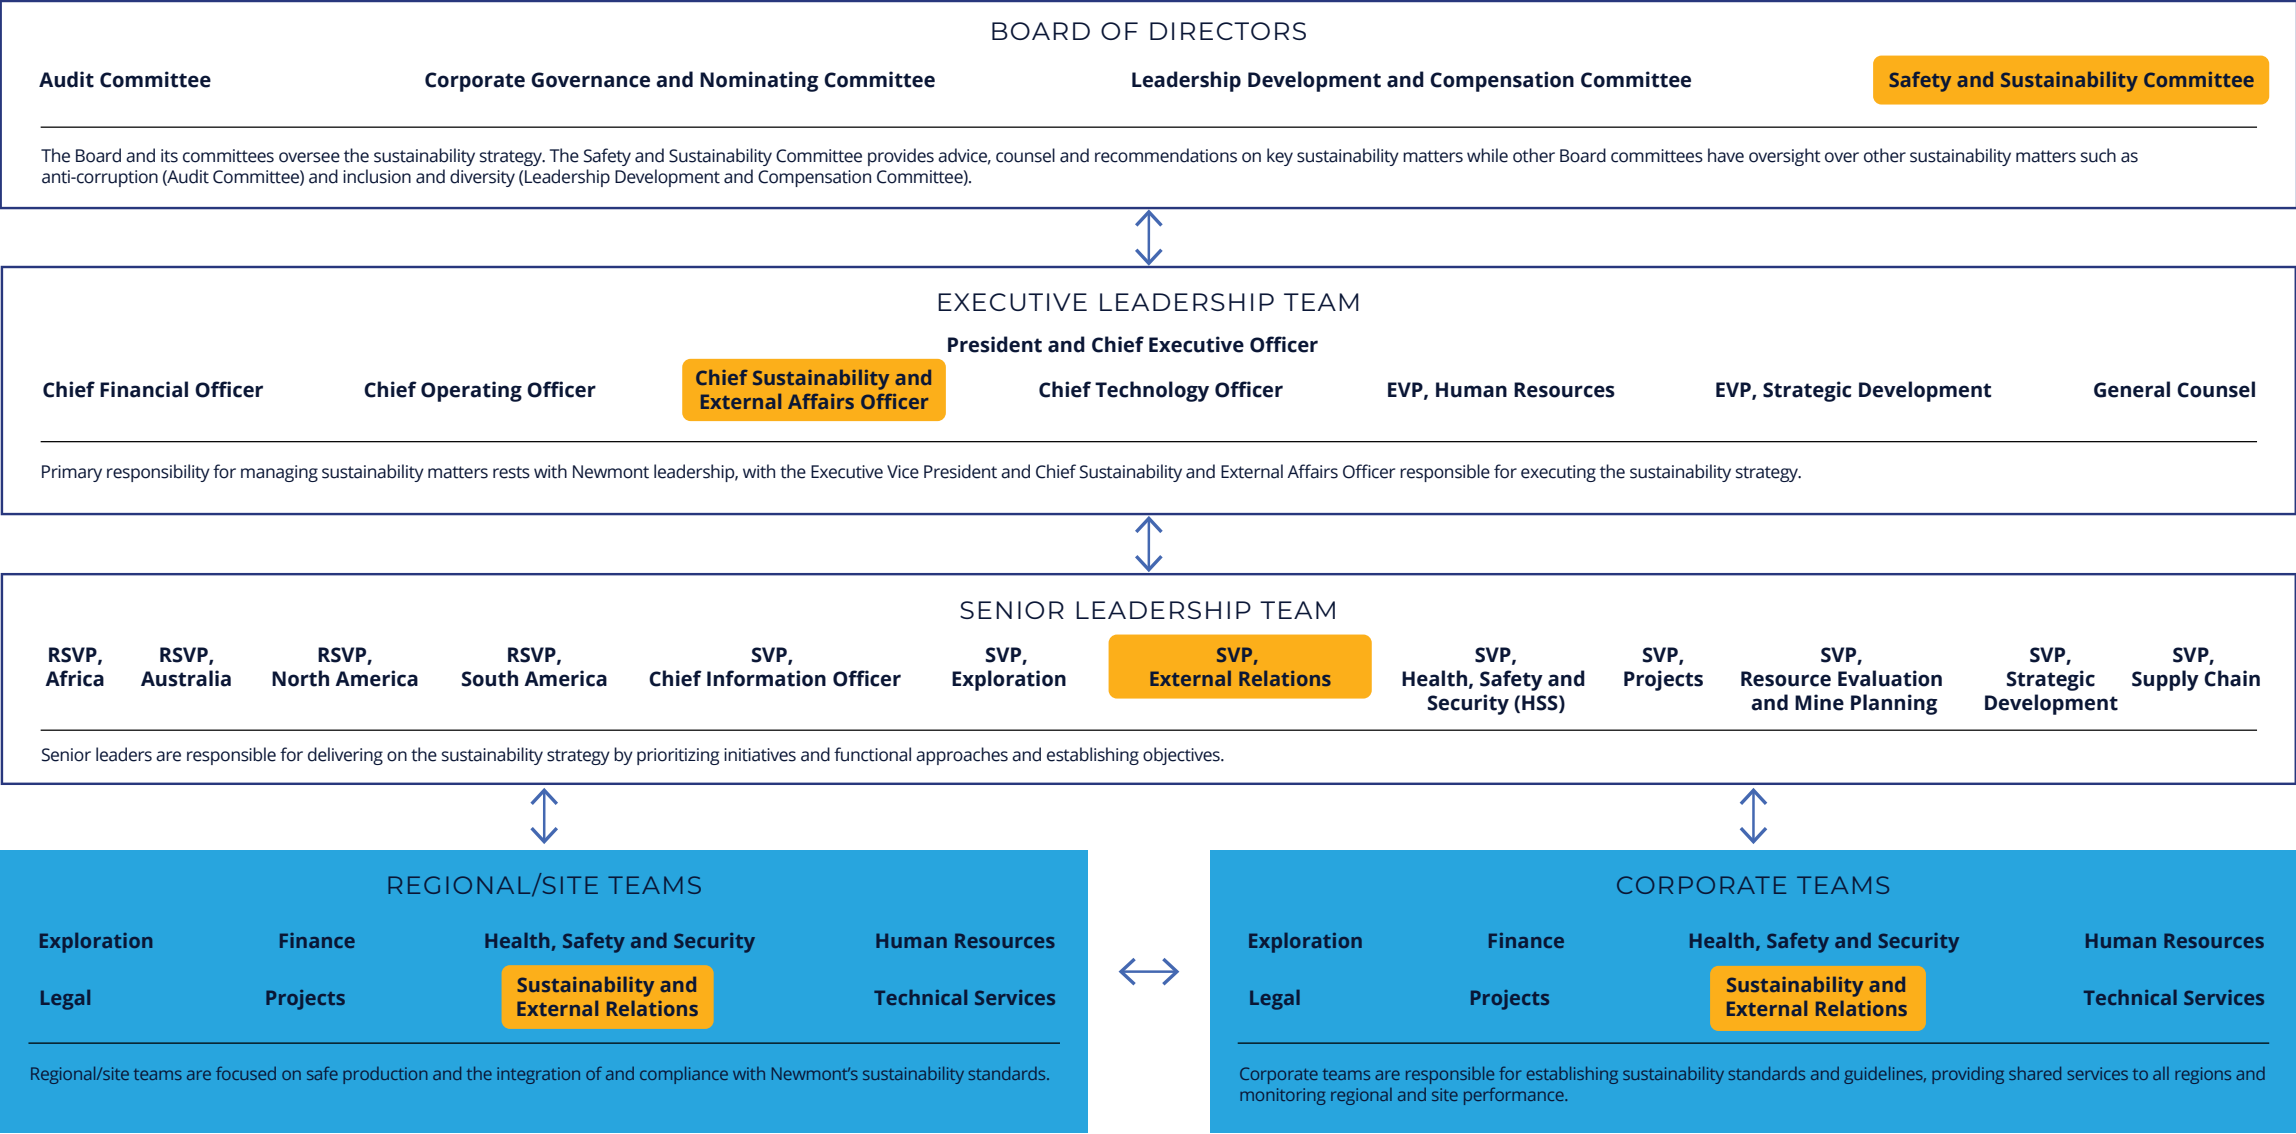 BOARD OF DIRECTORS
Audit Committee
Corporate Governance and Nominating Committee
Leadership Development and Compensation Committee
Safety and Sustainability Committee
The Board and its committees oversee the sustainability strategy. The Safety and Sustainability Committee provides advice, counsel and recommendations on key sustainability matters while other Board committees have oversight over other sustainability matters such as
anti-corruption (Audit Committee) and inclusion and diversity (Leadership Development and Compensation Committee).
EXECUTIVE LEADERSHIP TEAM
President and Chief Executive Officer
Chief Financial Officer
Chief Operating Officer
Chief Sustainability and
External Affairs Officer
Chief Technology Officer
EVP, Human Resources
EVP, Strategic Development
General Counsel
Primary responsibility for managing sustainability matters rests with Newmont leadership, with the Executive Vice President and Chief Sustainability and External Affairs Officer responsible for executing the sustainability strategy.
SENIOR LEADERSHIP TEAM
RSVP,
Africa
RSVP,
Australia
RSVP,
North America
RSVP,
South America
SVP,
Chief Information Officer
SVP,
Exploration
SVP,
External Relations
SVP,
Health, Safety and
Security (HSS)
SVP,
Projects
SVP,
Resource Evaluation
and Mine Planning
SVP,
Strategic
Development
SVP,
Supply Chain
Senior leaders are responsible for delivering on the sustainability strategy by prioritizing initiatives and functional approaches and establishing objectives.
REGIONAL/SITE TEAMS
Exploration
Finance
Health, Safety and Security
Human Resources
Legal
Projects
Sustainability and
External Relations
Technical Services
Regional/site teams are focused on safe production and the integration of and compliance with Newmont's sustainability standards.
CORPORATE TEAMS
Exploration
Finance
Health, Safety and Security
Human Resources
Legal
Projects
Sustainability and
External Relations
Technical Services
Corporate teams are responsible for establishing sustainability standards and guidelines, providing shared services to all regions and
monitoring regional and site performance.